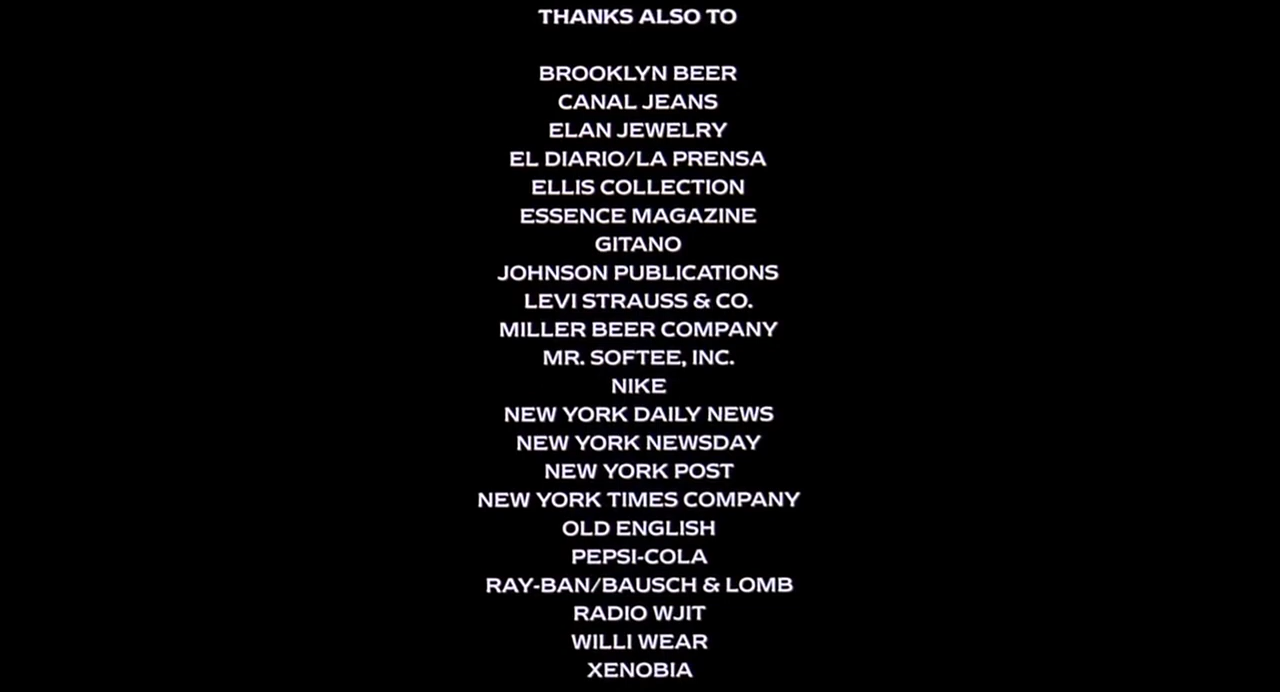 THANKS ALSO TO
BROOKLYN BEER
CANAL JEANS
ELAN JEWELRY
EL DIARIO/LA PRENSA
ELLIS COLLECTION
ESSENCE MAGAZINE
GITANO
JOHNSON PUBLICATIONS
LEVI STRAUSS & CO.
MILLER BEER COMPANY
MR. SOFTEE, INC.
NIKE
NEW YORK DAILY NEWS
NEW YORK NEWSDAY
NEW YORK POST
NEW YORK TIMES COMPANY
OLD ENGLISH
PEPSI-COLA
RAY-BAN/BAUSCH & LOMB
RADIO WJIT
WILLI WEAR
XENOBIA